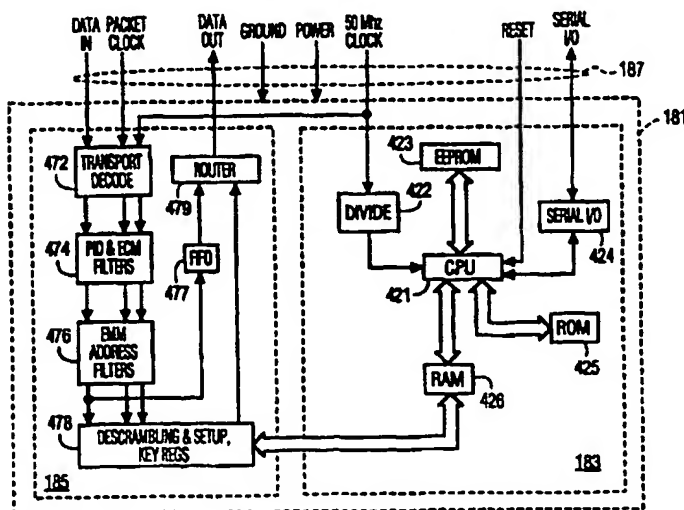 DATA IN
PACKET CLOCK
DATA OUT
GROUND
POWER
50 Mhz CLOCK
RESET
SERIAL I/O
187
181
472
TRANSPORT DECODE
ROUTER
479
423
EEPROM
DIVIDE
422
SERIAL I/O
424
474
PID & ECM FILTERS
FIFO
477
CPU
421
ROM
425
476
EMM ADDRESS FILTERS
RAM
426
478
DESCRAMBLING & SETUP, KEY REGS
185
183